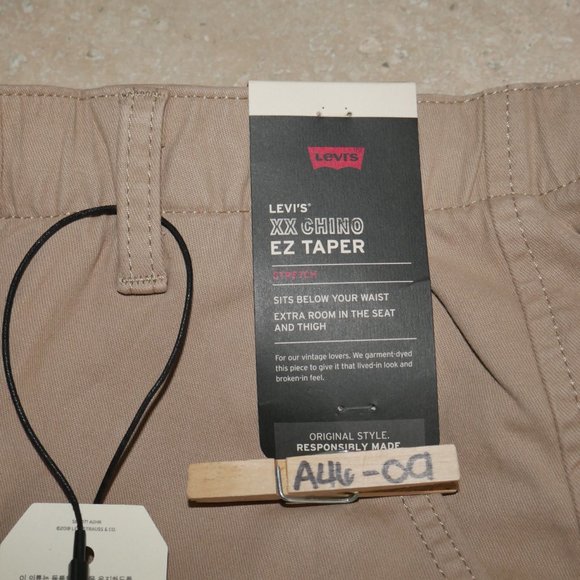 Levi's
LEVI'S®
XX CHINO
EZ TAPER
STRETCH
SITS BELOW YOUR WAIST
EXTRA ROOM IN THE SEAT
AND THIGH
For our vintage lovers. We garment-dyed
this piece to give it that lived-in look and
broken-in feel.
ORIGINAL STYLE.
RESPONSIBLY MADE
A46-09